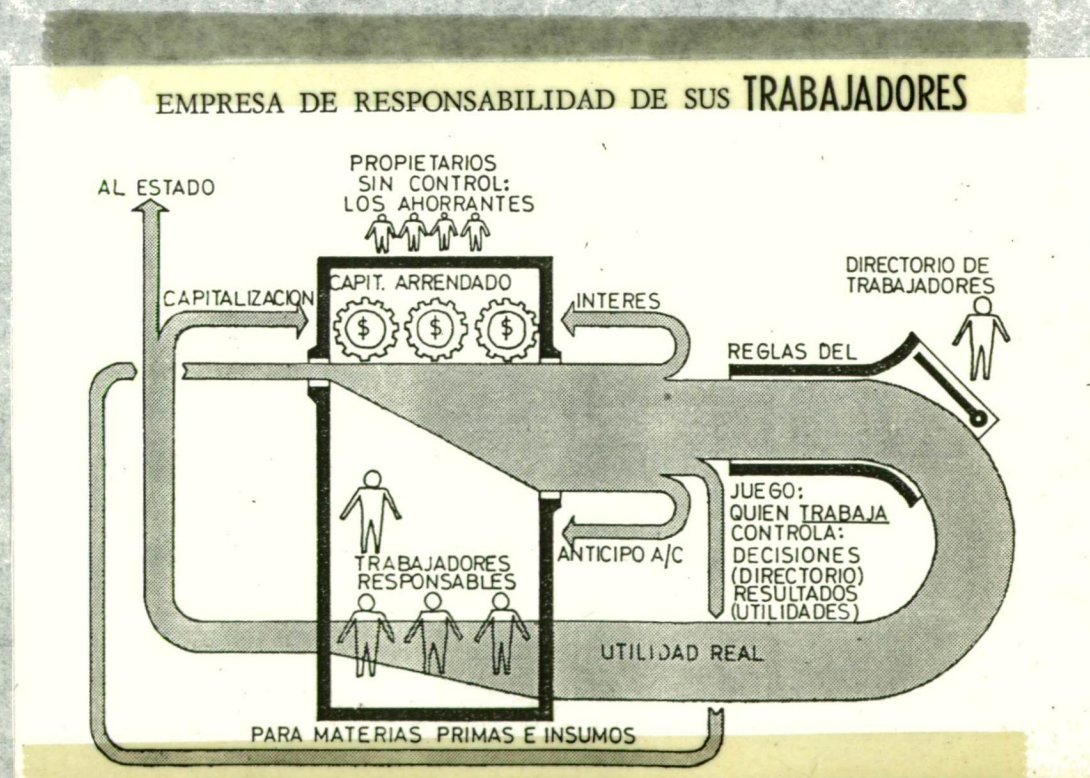 EMPRESA DE RESPONSABILIDAD DE SUS TRABAJADORES
PROPIETARIOS
SIN CONTROL:
LOS AHORRANTES
AL ESTADO
DIRECTORIO DE
TRABAJADORES
CAPITALIZACION
CAPIT. ARRENDADO
INTERES
$ $ $
REGLAS DEL
JUEGO:
QUIEN TRABAJA
CONTROLA:
DECISIONES
(DIRECTORIO)
RESULTADOS
(UTILIDADES)
ANTICIPO A/C
TRABAJADORES
RESPONSABLES
UTILIDAD REAL
PARA MATERIAS PRIMAS E INSUMOS